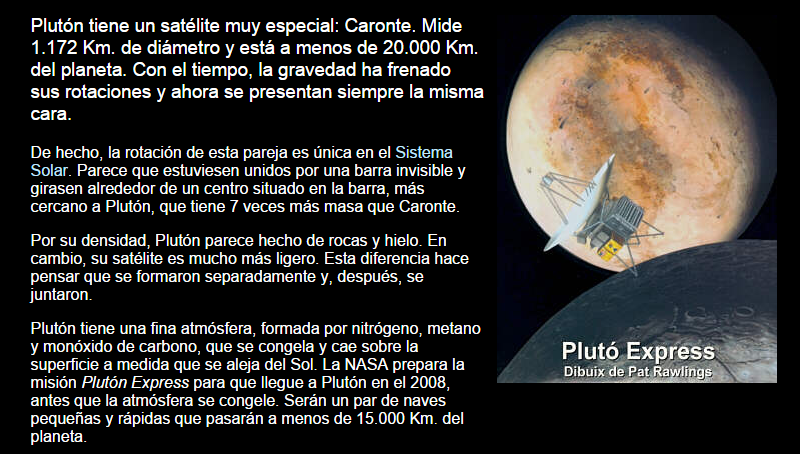 Plutón tiene un satélite muy especial: Caronte. Mide
1.172 Km. de diámetro y está a menos de 20.000 Km.
del planeta. Con el tiempo, la gravedad ha frenado
sus rotaciones y ahora se presentan siempre la misma
cara.
De hecho, la rotación de esta pareja es única en el Sistema
Solar. Parece que estuviesen unidos por una barra invisible y
girasen alrededor de un centro situado en la barra, más
cercano a Plutón, que tiene 7 veces más masa que Caronte.
Por su densidad, Plutón parece hecho de rocas y hielo. En
cambio, su satélite es mucho más ligero. Esta diferencia hace
pensar que se formaron separadamente y, después, se
juntaron.
Plutón tiene una fina atmósfera, formada por nitrógeno, metano
y monóxido de carbono, que se congela y cae sobre la
superficie a medida que se aleja del Sol. La NASA prepara la
misión Plutón Express para que llegue a Plutón en el 2008,
antes que la atmósfera se congele. Serán un par de naves
pequeñas y rápidas que pasarán a menos de 15.000 Km. del
planeta.
Plutó Express
Dibuix de Pat Rawlings